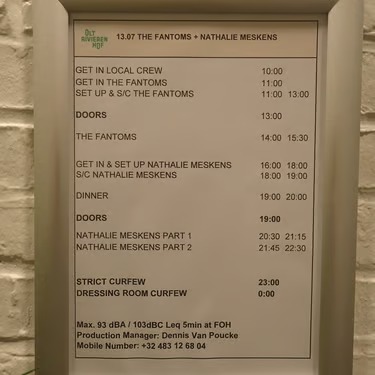 OLT
RIVIEREN
HOF
13.07 THE FANTOMS + NATHALIE MESKENS
GET IN LOCAL CREW 10:00
GET IN THE FANTOMS 11:00
SET UP & S/C THE FANTOMS 11:00 13:00
DOORS 13:00
THE FANTOMS 14:00 15:30
GET IN & SET UP NATHALIE MESKENS 16:00 18:00
S/C NATHALIE MESKENS 18:00 19:00
DINNER 19:00 20:00
DOORS 19:00
NATHALIE MESKENS PART 1 20:30 21:15
NATHALIE MESKENS PART 2 21:45 22:30
STRICT CURFEW 23:00
DRESSING ROOM CURFEW 0:00
Max. 93 dBA / 103dBC Leq 5min at FOH
Production Manager: Dennis Van Poucke
Mobile Number: +32 483 12 68 04